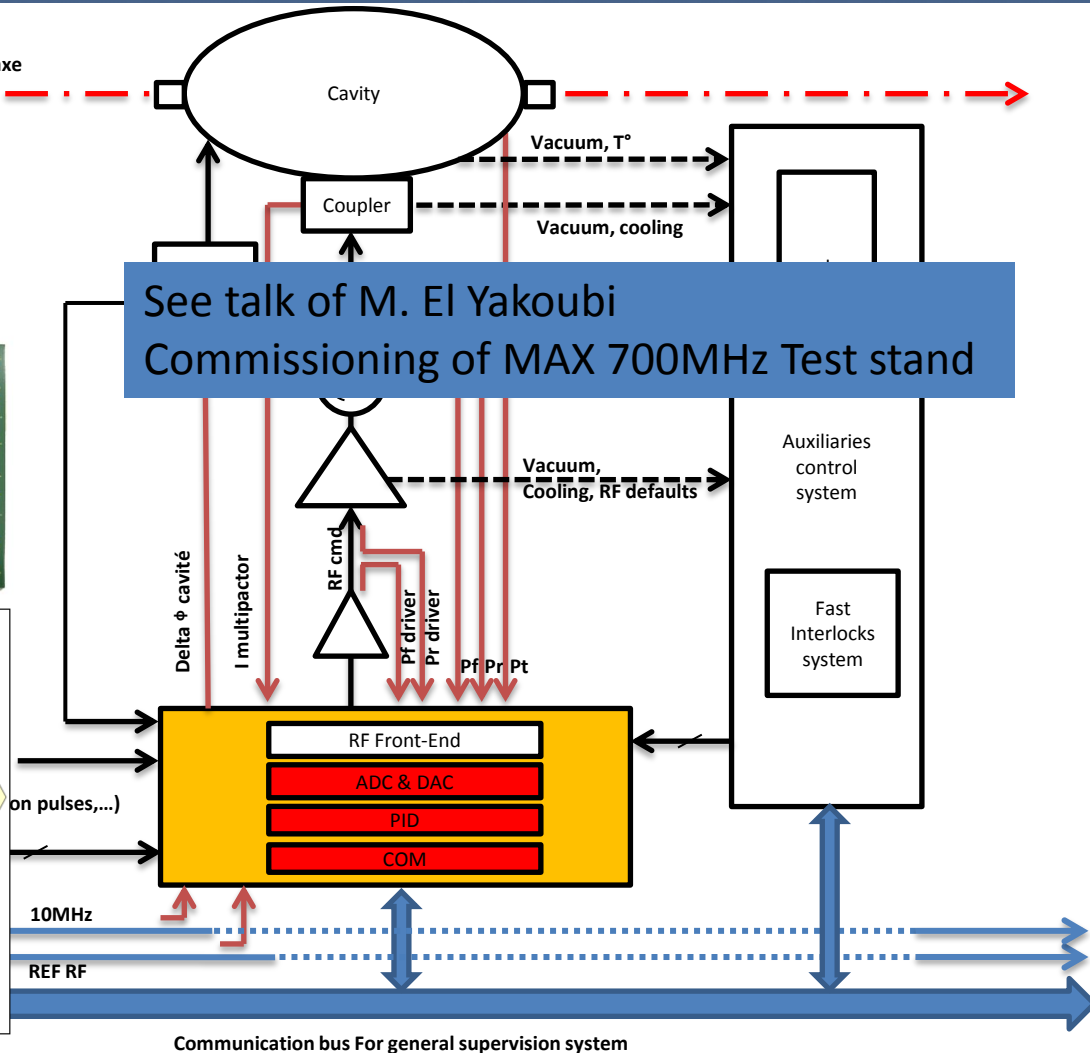 axe
Cavity
Vacuum, T°
Coupler
Vacuum, cooling
See talk of M. El Yakoubi
Commissioning of MAX 700MHz Test stand
Auxiliaries
control
system
Vacuum,
Cooling, RF defaults
Delta Φ cavité
I multipactor
RF cmd
Pf driver
Pr driver
Pf Pr Pt
Fast
Interlocks
system
RF Front-End
ADC & DAC
PID
COM
on pulses,...)
10MHz
REF RF
Communication bus For general supervision system